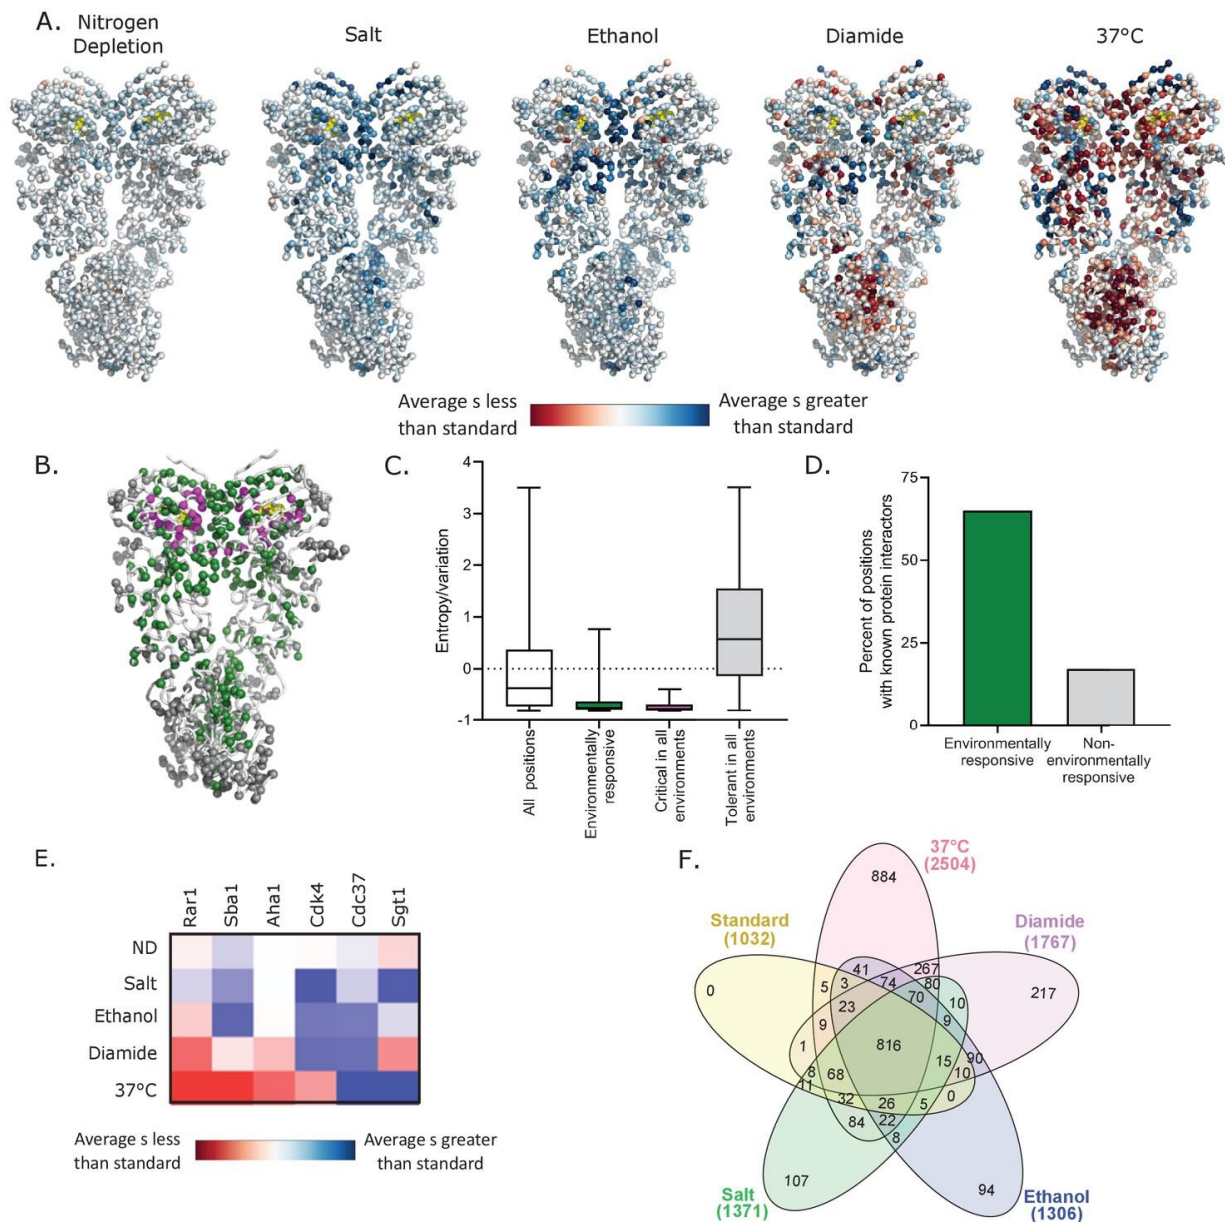 A.
Nitrogen
Depletion
Salt
Ethanol
Diamide
37°C
Average s less
than standard
Average s greater
than standard
B.
C.
Entropy/variation
4
3
2
1
0
-1
All positions
Environmentally
responsive
Critical in all
environments
Tolerant in all
environments
D.
Percent of positions
with known protein interactors
75
50
25
0
Environmentally
responsive
Non-
environmentally
responsive
E.
Rar1
Sba1
Aha1
Cdk4
Cdc37
Sgt1
ND
Salt
Ethanol
Diamide
37°C
Average s less
than standard
Average s greater
than standard
F.
37°C
(2504)
Standard
(1032)
Diamide
(1767)
Salt
(1371)
Ethanol
(1306)
884
0
5
3
41
74
267
80
70
10
217
9
23
9
1
816
8
68
15
90
10
11
32
26
5
0
84
22
8
107
94